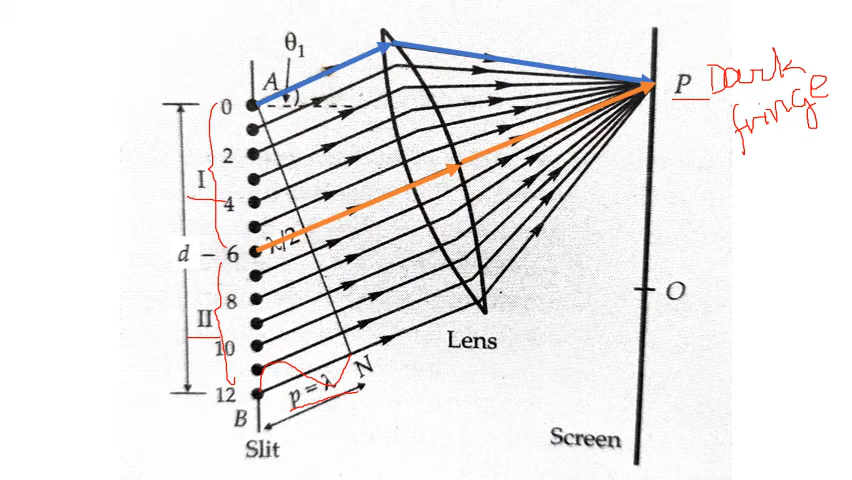 θ₁
A
P
Dark
fringe
0
2
I
4
λ/2
d
6
8
II
10
12
B
N
p = λ
Lens
O
Slit
Screen